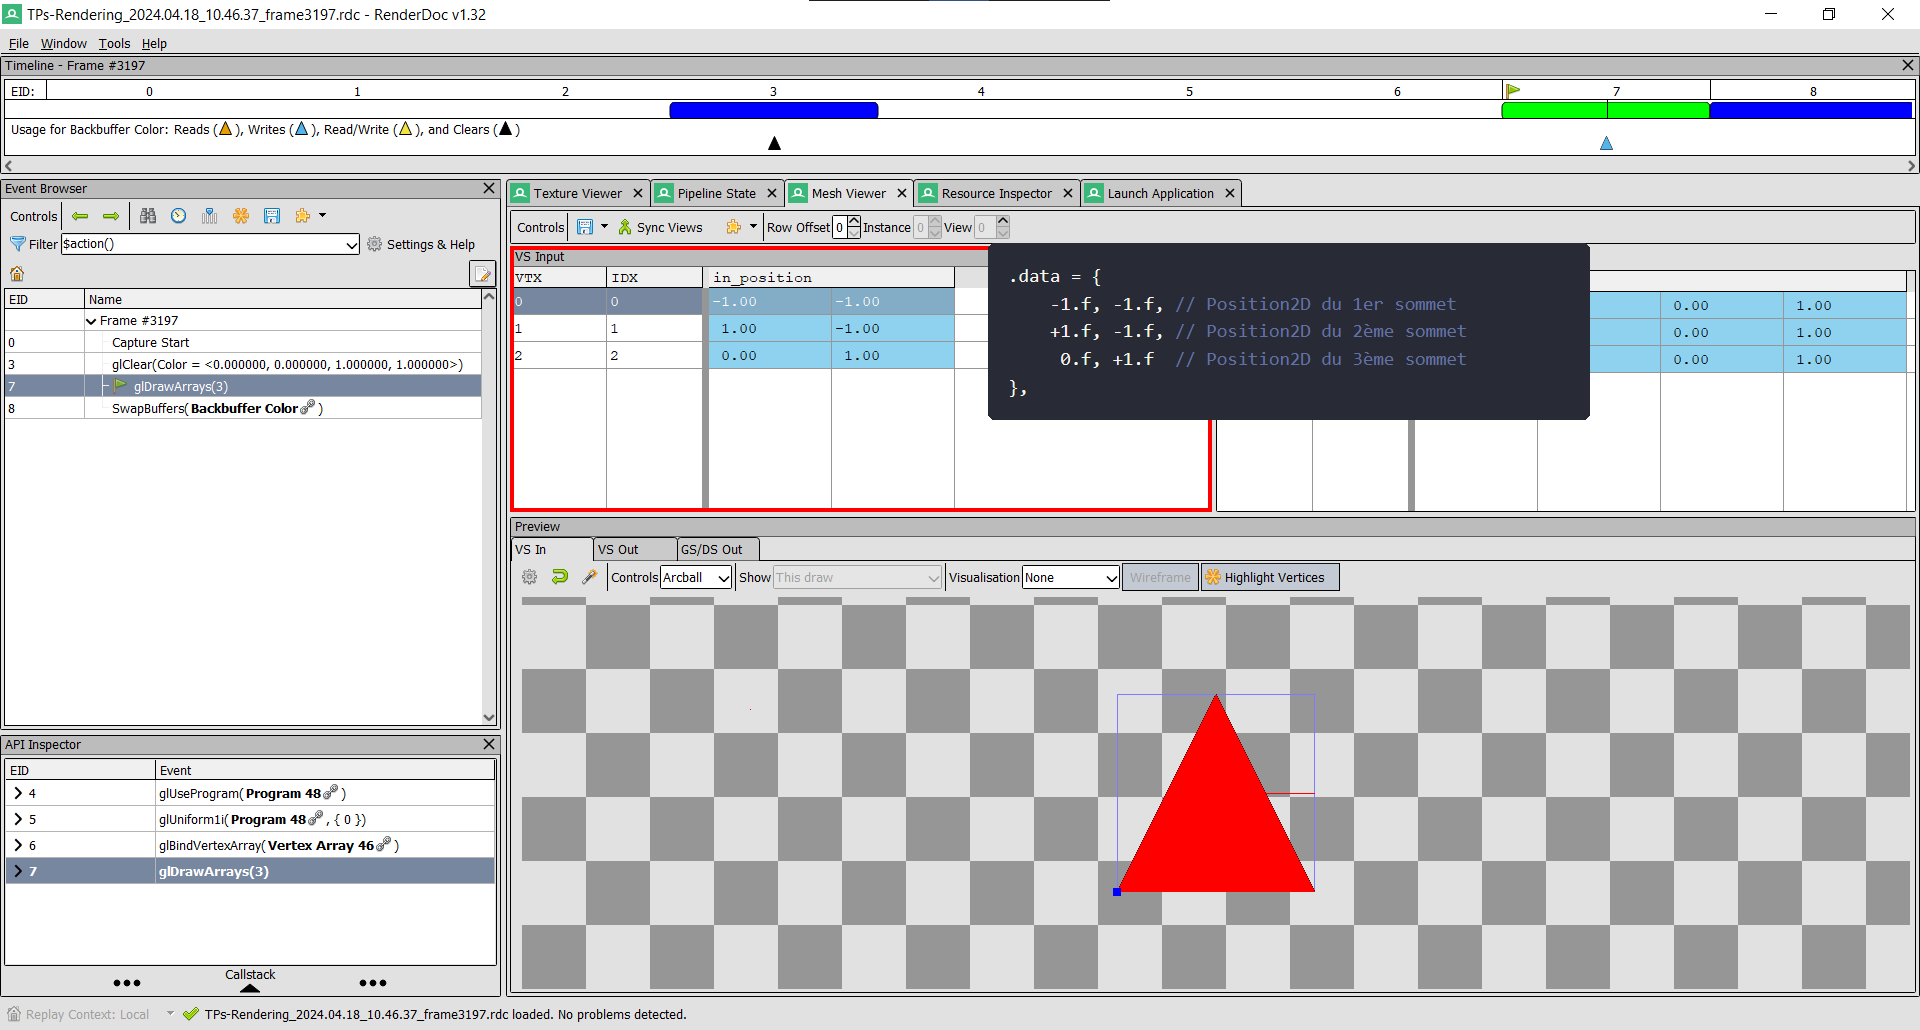 TPs-Rendering_2024.04.18_10.46.37_frame3197.rdc - RenderDoc v1.32
File Window Tools Help
Timeline - Frame #3197
EID: 0 1 2 3 4 5 6 7 8
Usage for Backbuffer Color: Reads ( ), Writes ( ), Read/Write ( ), and Clears ( )
Event Browser
Controls
Filter $action() Settings & Help
EID Name
Frame #3197
0 Capture Start
3 glClear(Color = <0.000000, 0.000000, 1.000000, 1.000000>)
7 glDrawArrays(3)
8 SwapBuffers(Backbuffer Color )
API Inspector
EID Event
4 glUseProgram(Program 48 )
5 glUniform1i(Program 48 , { 0 })
6 glBindVertexArray(Vertex Array 46 )
7 glDrawArrays(3)
Callstack
Texture Viewer Pipeline State Mesh Viewer Resource Inspector Launch Application
Controls Sync Views Row Offset 0 Instance 0 View 0
VS Input
VTX IDX in_position
0 0 -1.00 -1.00
1 1 1.00 -1.00
2 2 0.00 1.00
.data = {
-1.f, -1.f, // Position2D du 1er sommet
+1.f, -1.f, // Position2D du 2ème sommet
0.f, +1.f // Position2D du 3ème sommet
},
0.00 1.00
0.00 1.00
0.00 1.00
Preview
VS In VS Out GS/DS Out
Controls Arcball Show This draw Visualisation None Wireframe Highlight Vertices
Replay Context: Local TPs-Rendering_2024.04.18_10.46.37_frame3197.rdc loaded. No problems detected.